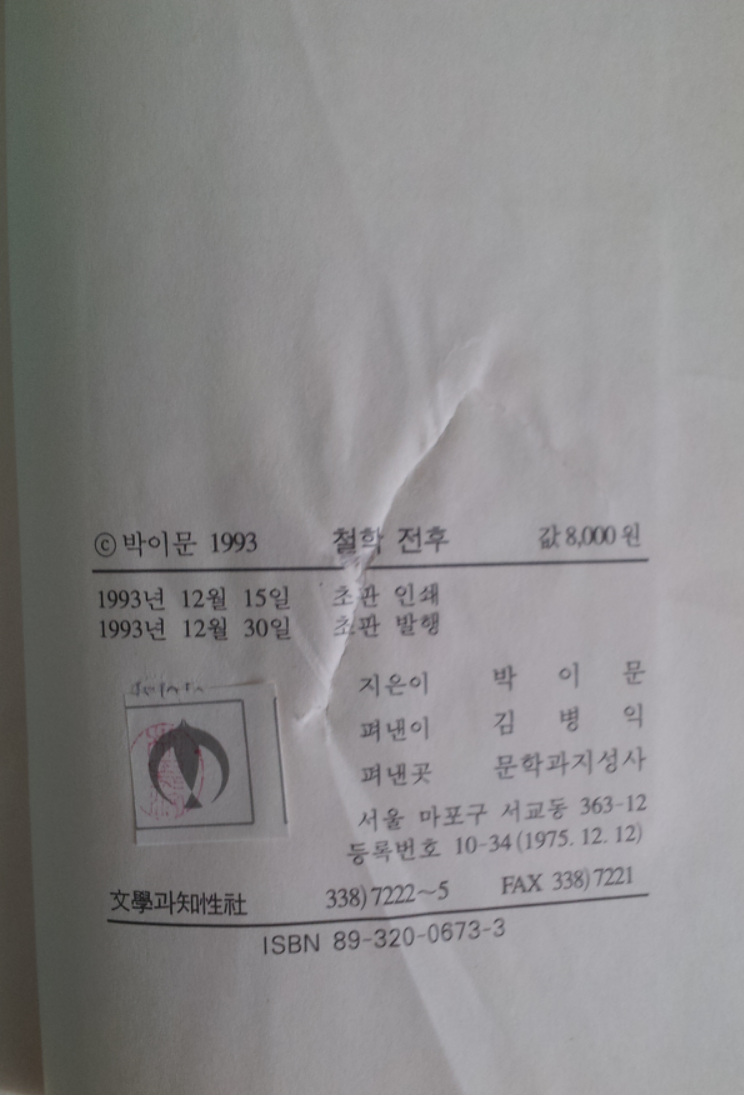 ⓒ 박이문 1993 철학 전후 값 8,000원
1993년 12월 15일 초판 인쇄
1993년 12월 30일 초판 발행
지은이 박 이 문
펴낸이 김 병 익
펴낸곳 문학과지성사
서울 마포구 서교동 363-12
등록번호 10-34(1975. 12. 12)
文學과知性社 338)7222~5 FAX 338)7221
ISBN 89-320-0673-3